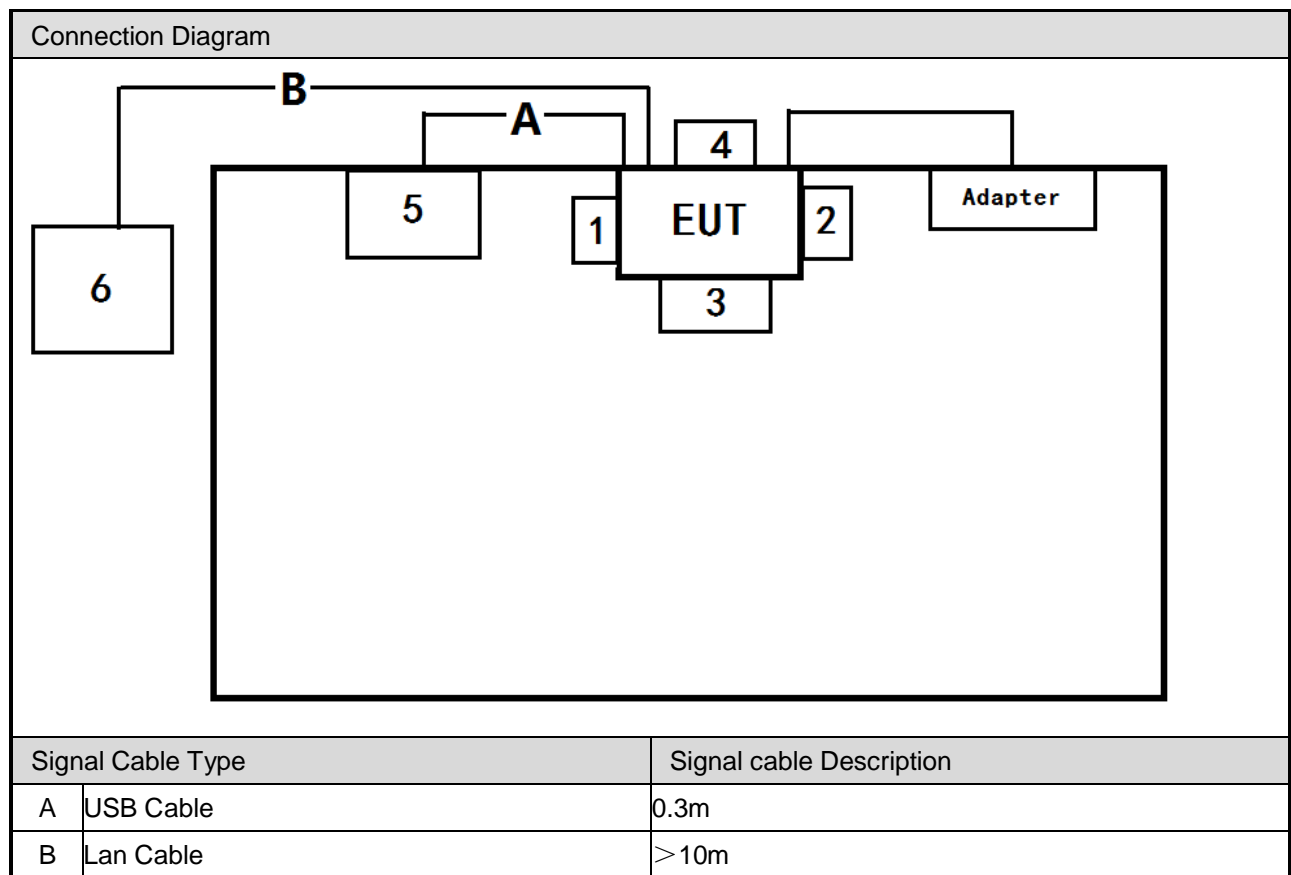 Connection Diagram
B
A
4
5
1
EUT
2
Adapter
6
3
Signal Cable Type Signal cable Description
A USB Cable 0.3m
B Lan Cable ＞10m